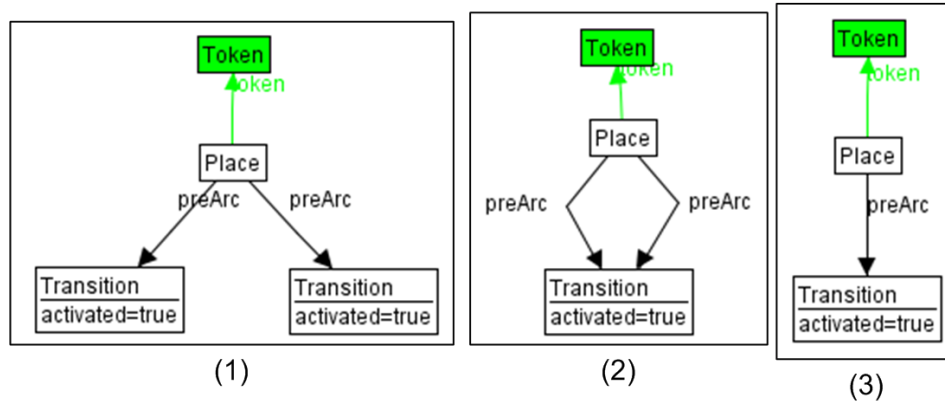 Token
token
Place
preArc
preArc
Transition
activated=true
Transition
activated=true
(1)
Token
token
Place
preArc
preArc
Transition
activated=true
(2)
Token
token
Place
preArc
Transition
activated=true
(3)